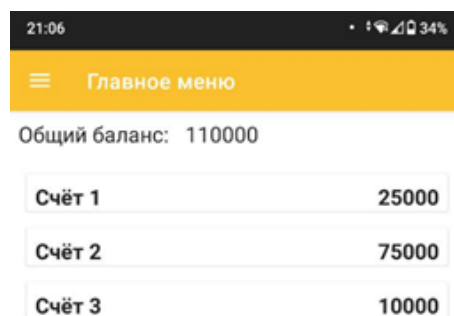 21:06 34%
Главное меню
Общий баланс: 110000
Счёт 1 25000
Счёт 2 75000
Счёт 3 10000